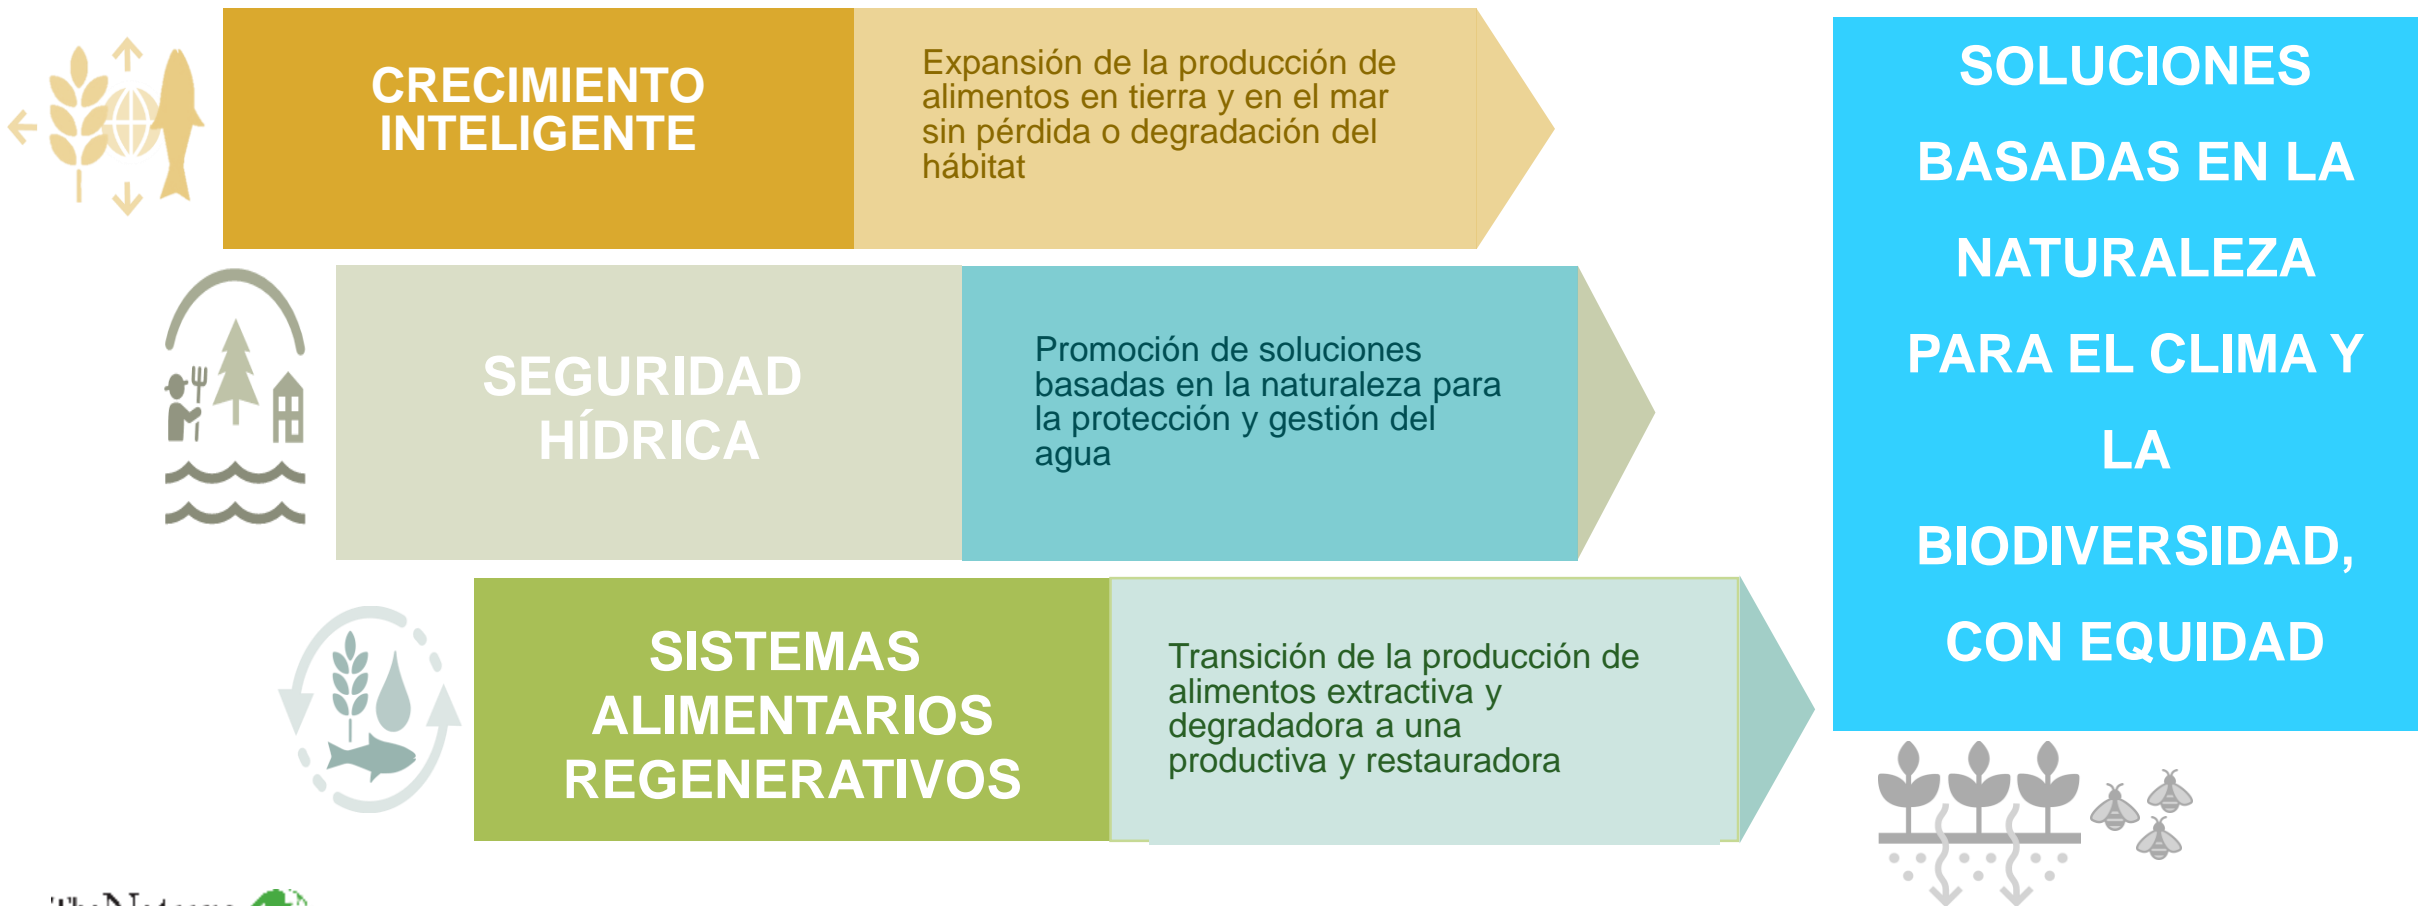 CRECIMIENTO
INTELIGENTE
Expansión de la producción de
alimentos en tierra y en el mar
sin pérdida o degradación del
hábitat
SEGURIDAD
HÍDRICA
Promoción de soluciones
basadas en la naturaleza para
la protección y gestión del
agua
SISTEMAS
ALIMENTARIOS
REGENERATIVOS
Transición de la producción de
alimentos extractiva y
degradadora a una
productiva y restauradora
SOLUCIONES
BASADAS EN LA
NATURALEZA
PARA EL CLIMA Y
LA
BIODIVERSIDAD,
CON EQUIDAD